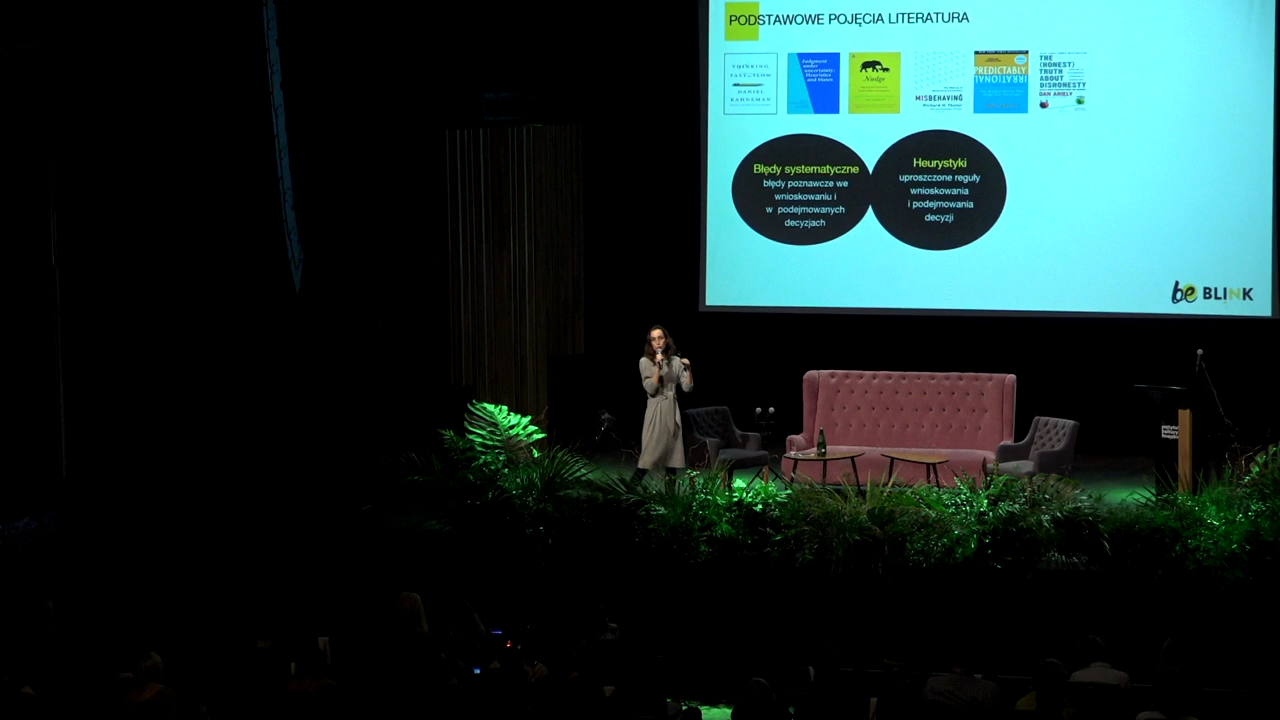 PODSTAWOWE POJĘCIA LITERATURA
THINKING,
FAST AND SLOW
DANIEL
KAHNEMAN
Judgment
under
uncertainty:
Heuristics
and biases
Nudge
MISBEHAVING
Richard H. Thaler
PREDICTABLY
IRRATIONAL
THE
(HONEST)
TRUTH
ABOUT
DISHONESTY
DAN ARIELY
Błędy systematyczne
błędy poznawcze we
wnioskowaniu i
w podejmowanych
decyzjach
Heurystyki
uproszczone reguły
wnioskowania
i podejmowania
decyzji
be BLINK